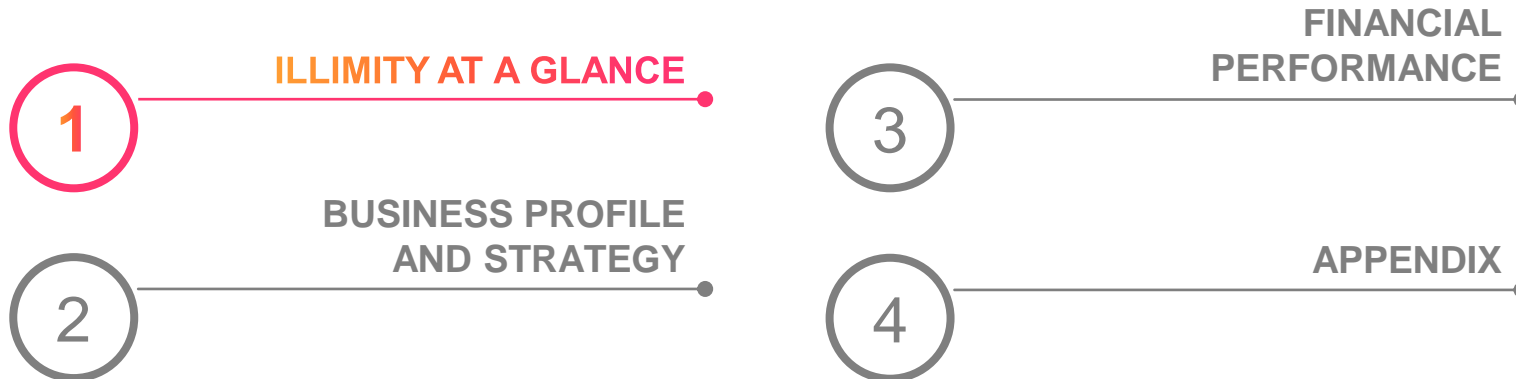 1
ILLIMITY AT A GLANCE
2
BUSINESS PROFILE
AND STRATEGY
3
FINANCIAL
PERFORMANCE
4
APPENDIX